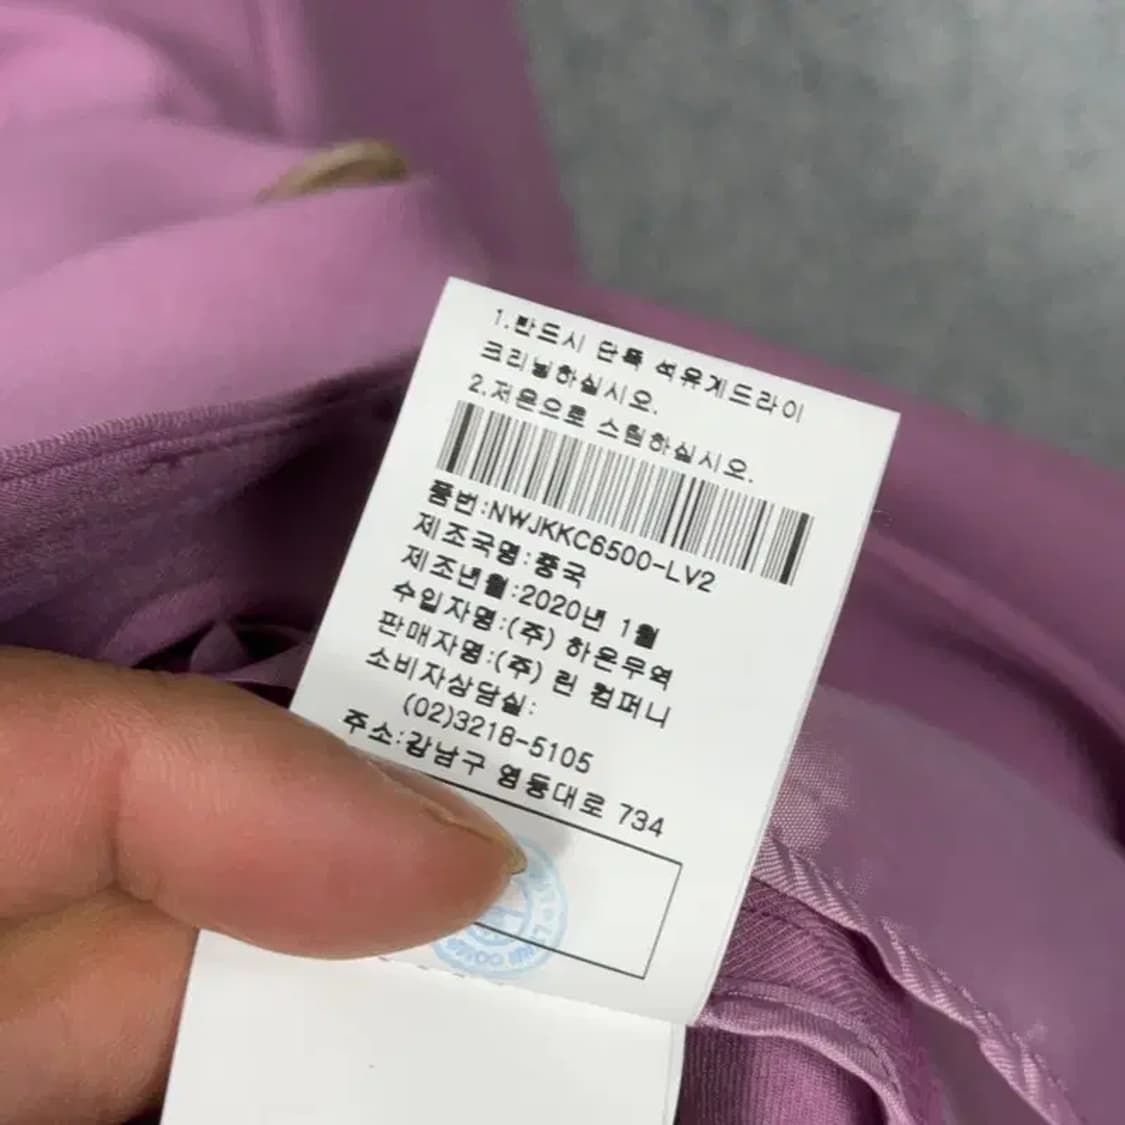 1.반드시 단독 석유계드라이
크리닝하십시오.
2.저온으로 스팀하십시오.
품번:NWJKKC6500-LV2
제조국명:중국
제조년월:2020년 1월
수입자명:(주) 하운무역
판매자명:(주) 린 컴퍼니
소비자상담실:
(02)3218-5105
주소:강남구 영동대로 734